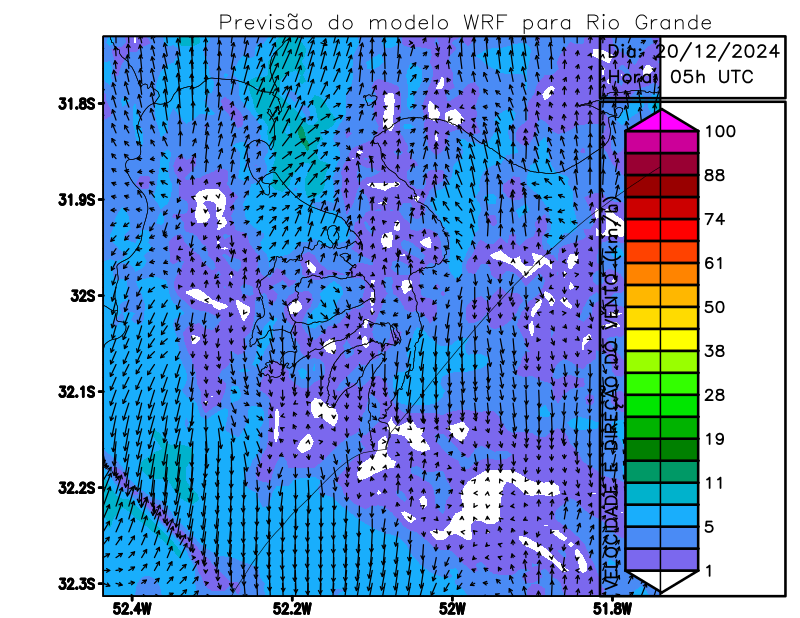 Previsão do modelo WRF para Rio Grande
Dia: 20/12/2024
Hora: 05h UTC
31.8S
31.9S
32S
32.1S
32.2S
32.3S
52.4W
52.2W
52W
51.8W
VELOCIDADE E DIREÇÃO DO VENTO (km/h)
100
88
74
61
50
38
28
19
11
5
1